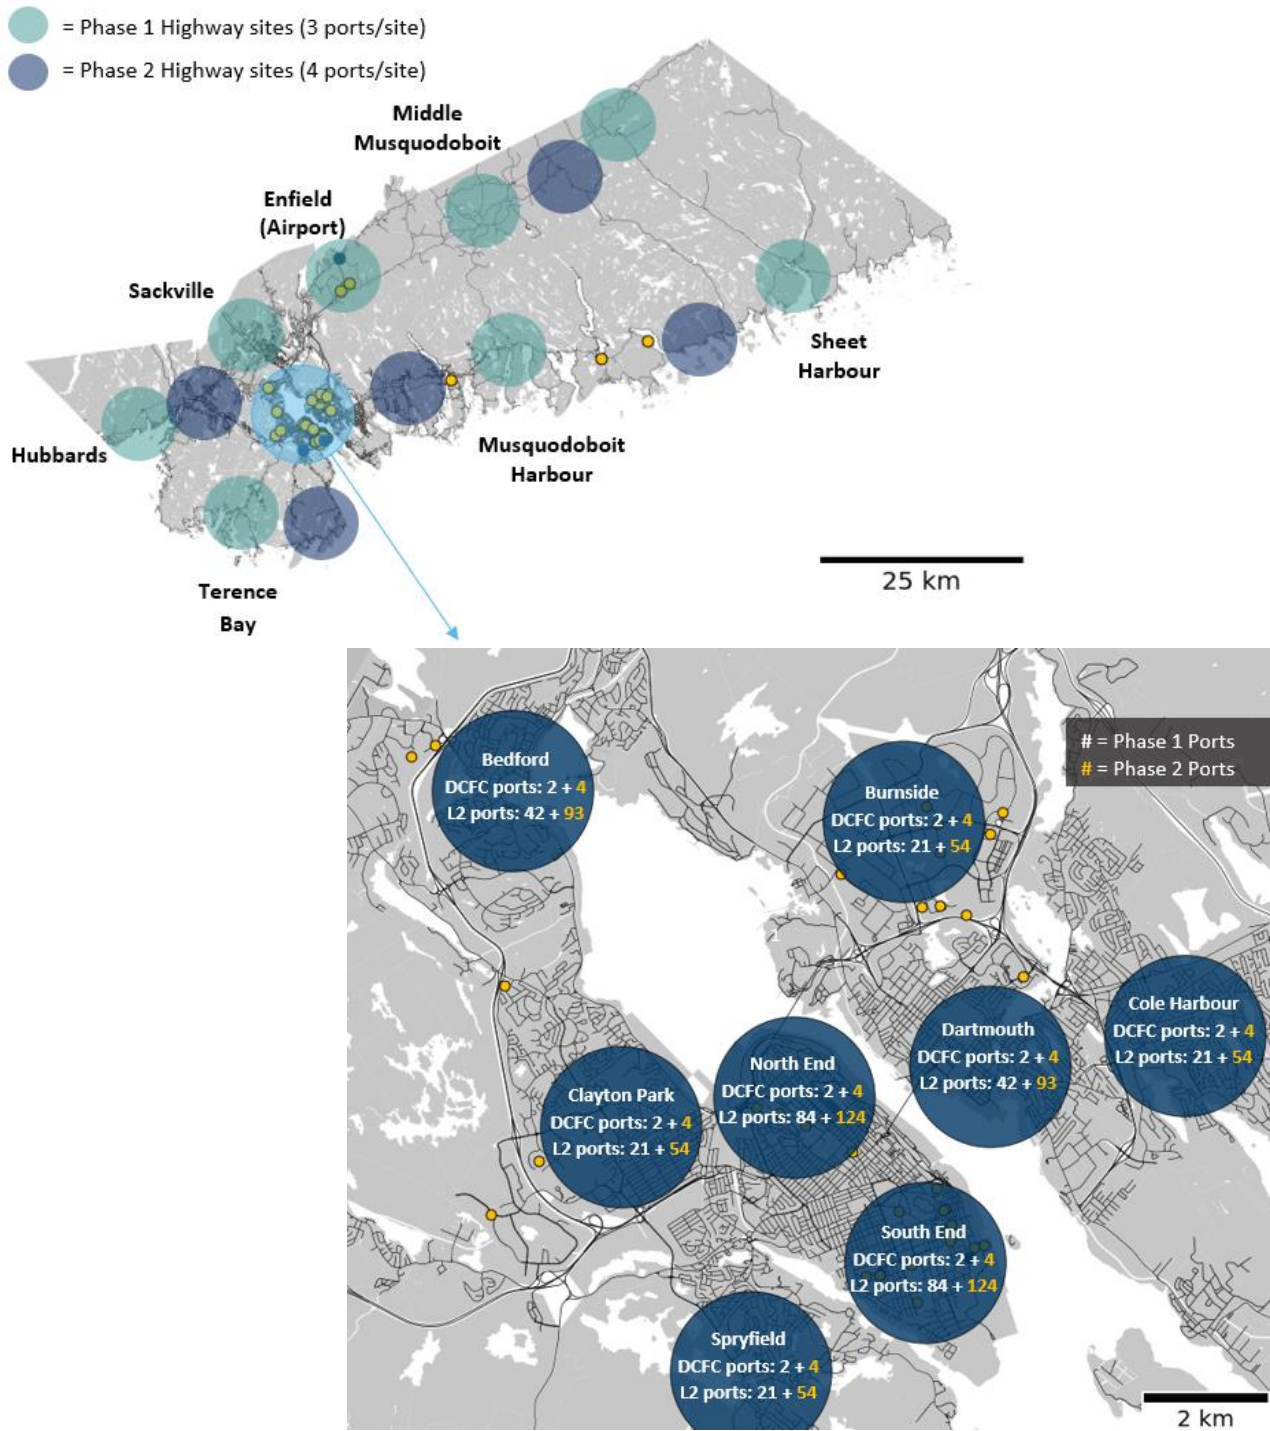 = Phase 1 Highway sites (3 ports/site)
= Phase 2 Highway sites (4 ports/site)
Middle
Musquodoboit
Enfield
(Airport)
Sackville
Sheet
Harbour
Hubbards
Musquodoboit
Harbour
Terence
Bay
25 km
# = Phase 1 Ports
# = Phase 2 Ports
Bedford
DCFC ports: 2 + 4
L2 ports: 42 + 93
Burnside
DCFC ports: 2 + 4
L2 ports: 21 + 54
Cole Harbour
DCFC ports: 2 + 4
L2 ports: 21 + 54
Dartmouth
DCFC ports: 2 + 4
L2 ports: 42 + 93
North End
DCFC ports: 2 + 4
L2 ports: 84 + 124
Clayton Park
DCFC ports: 2 + 4
L2 ports: 21 + 54
South End
DCFC ports: 2 + 4
L2 ports: 84 + 124
Spryfield
DCFC ports: 2 + 4
L2 ports: 21 + 54
2 km